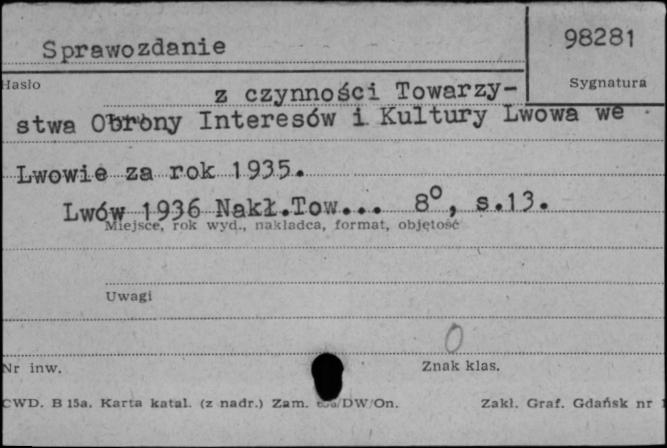 Sprawozdanie
98281
Hasło
Sygnatura
z czynności Towarzy-
stwa Obrony Interesów i Kultury Lwowa we
Lwowie za rok 1935.
Lwów 1936 Nakł.Tow... 8°, s.13.
Miejsce, rok wyd., nakładca, format, objętość
Uwagi
0
Nr inw.
Znak klas.
CWD. B 15a. Karta katal. (z nadr.) Zam. DW/On.
Zakł. Graf. Gdańsk nr 1